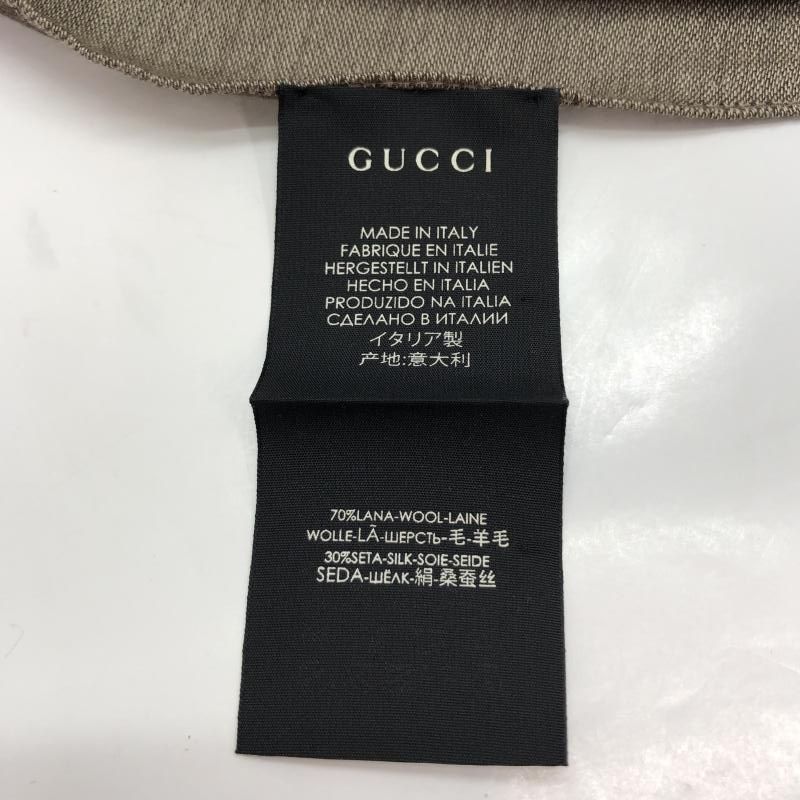 GUCCI
MADE IN ITALY
FABRIQUE EN ITALIE
HERGESTELLT IN ITALIEN
HECHO EN ITALIA
PRODUZIDO NA ITALIA
СДЕЛАНО В ИТАЛИИ
イタリア製
产地:意大利
70%LANA-WOOL-LAINE
WOLLE-LÃ-ШЕРСТЬ-毛-羊毛
30%SETA-SILK-SOIE-SEIDE
SEDA-ШЁЛК-絹-桑蚕丝